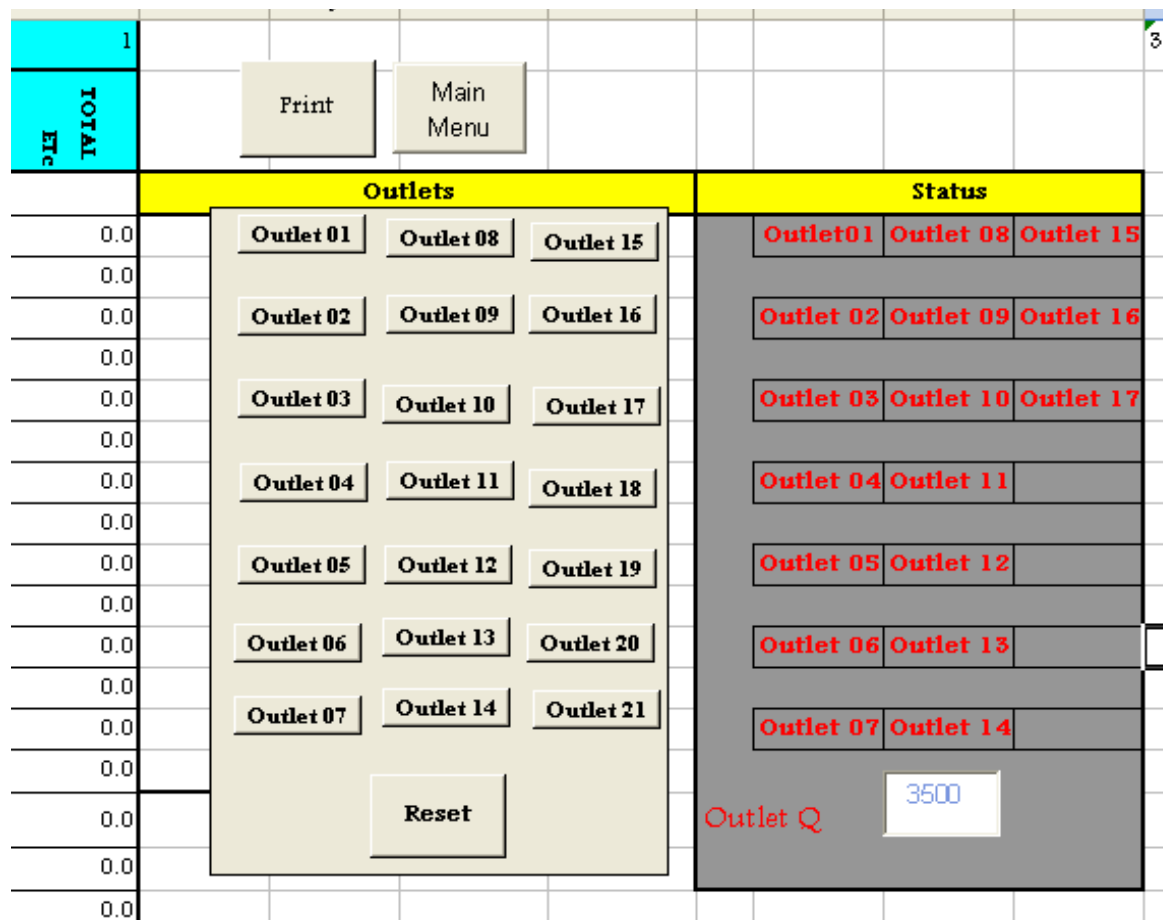 1
3
TOTAL
ETc
Print
Main
Menu
Outlets
Status
0.0
Outlet 01 Outlet 08 Outlet 15
Outlet01 Outlet 08 Outlet 15
0.0
0.0
Outlet 02 Outlet 09 Outlet 16
Outlet 02 Outlet 09 Outlet 16
0.0
0.0
Outlet 03 Outlet 10 Outlet 17
Outlet 03 Outlet 10 Outlet 17
0.0
0.0
Outlet 04 Outlet 11 Outlet 18
Outlet 04 Outlet 11
0.0
0.0
Outlet 05 Outlet 12 Outlet 19
Outlet 05 Outlet 12
0.0
0.0
Outlet 06 Outlet 13 Outlet 20
Outlet 06 Outlet 13
0.0
0.0
Outlet 07 Outlet 14 Outlet 21
Outlet 07 Outlet 14
0.0
0.0
Reset
Outlet Q
3500
0.0
0.0